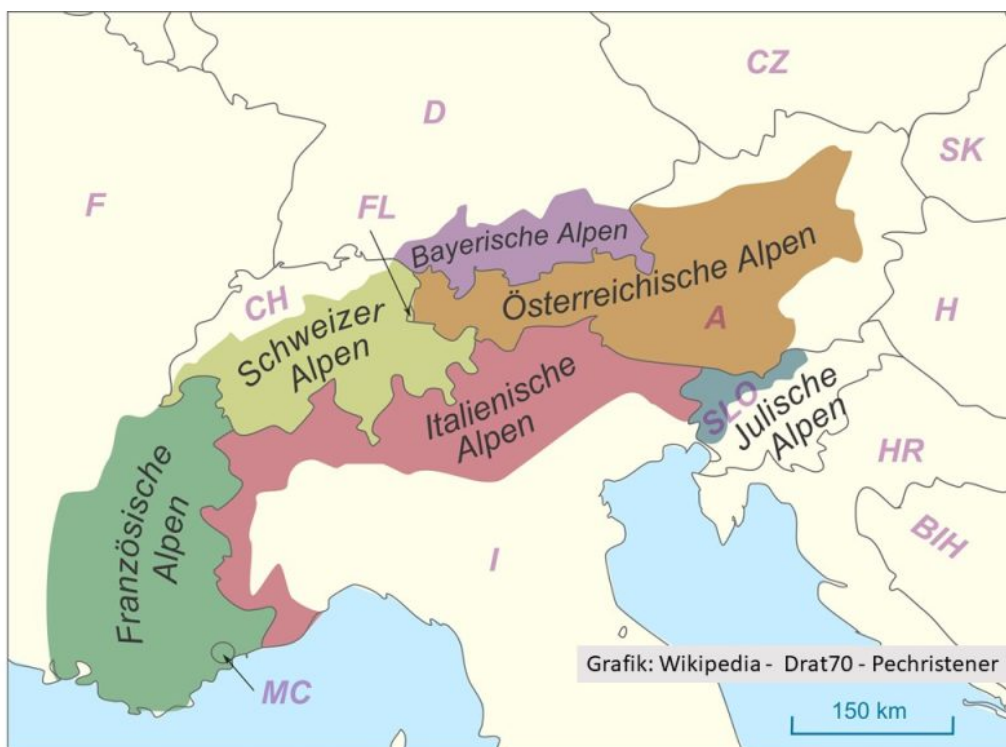 CZ
D
SK
F
FL
Bayerische Alpen
CH
Österreichische Alpen
H
A
Schweizer
Alpen
Italienische
Alpen
SLO
Julische
Alpen
HR
Französische
Alpen
BIH
I
Grafik: Wikipedia - Drat70 - Pechristener
MC
150 km